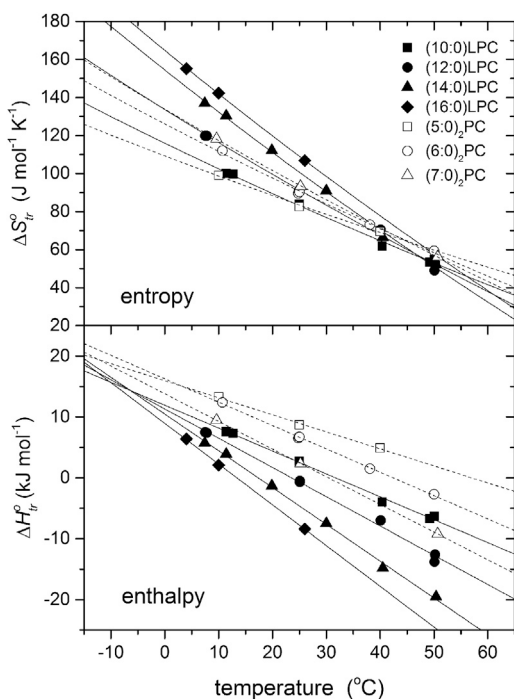 180
160
140
120
100
80
60
40
20
ΔS°tr (J mol⁻¹ K⁻¹)
(10:0)LPC
(12:0)LPC
(14:0)LPC
(16:0)LPC
(5:0)₂PC
(6:0)₂PC
(7:0)₂PC
entropy
20
10
0
-10
-20
ΔH°tr (kJ mol⁻¹)
enthalpy
-10 0 10 20 30 40 50 60
temperature (°C)